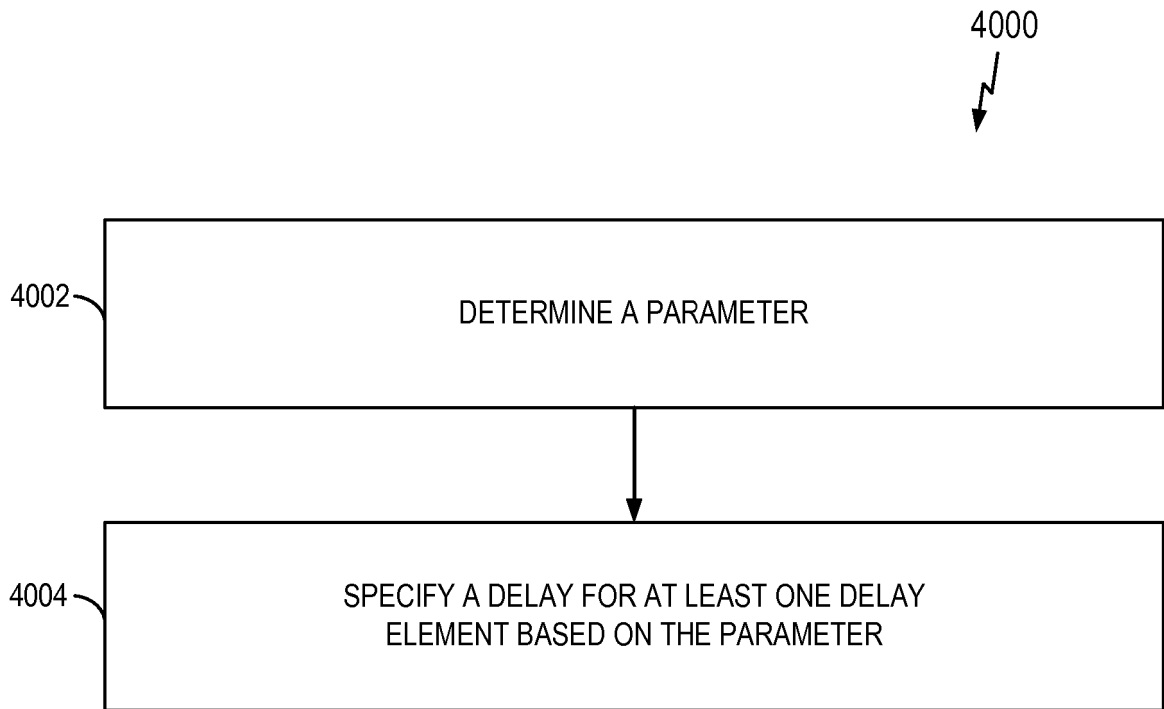 4000
4002
DETERMINE A PARAMETER
4004
SPECIFY A DELAY FOR AT LEAST ONE DELAY
ELEMENT BASED ON THE PARAMETER